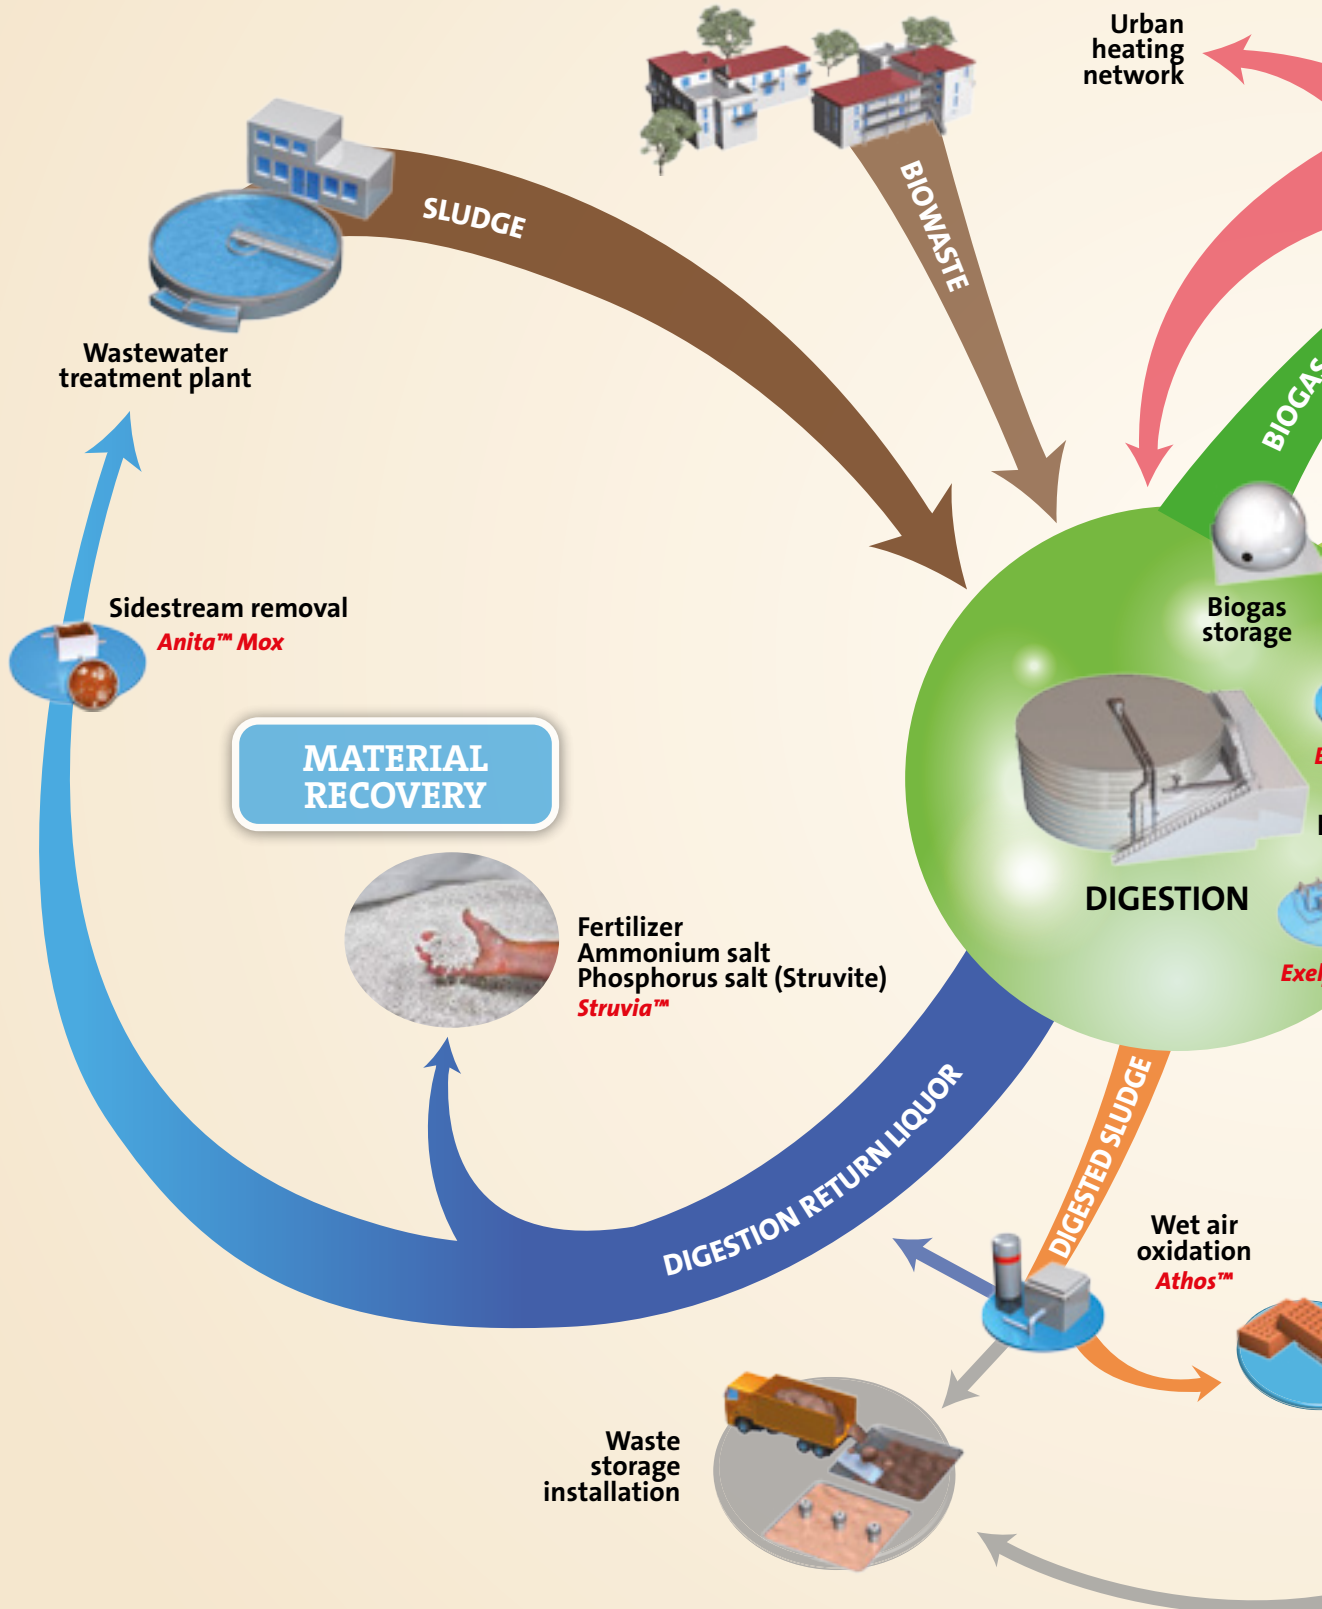 Urban
heating
network
BIOWASTE
SLUDGE
Wastewater
treatment plant
BIOGAS
Biogas
storage
Sidestream removal
Anita™ Mox
MATERIAL
RECOVERY
DIGESTION
Fertilizer
Ammonium salt
Phosphorus salt (Struvite)
Struvia™
DIGESTION RETURN LIQUOR
DIGESTED SLUDGE
Wet air
oxidation
Athos™
Waste
storage
installation